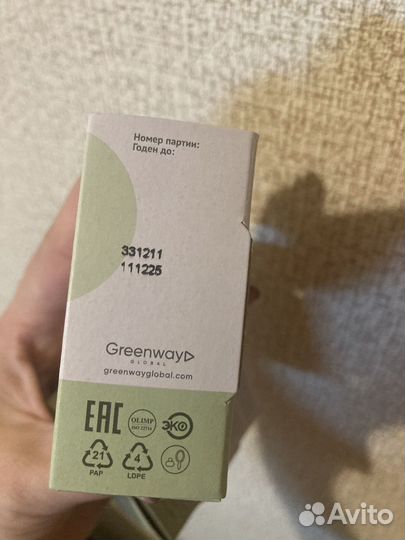 Номер партии:
Годен до:
331211
111225
Greenway
GLOBAL
greenwayglobal.com
EAC
OLIMP
ISO 22716
ЭКО
21
PAP
4
LDPE
Avito